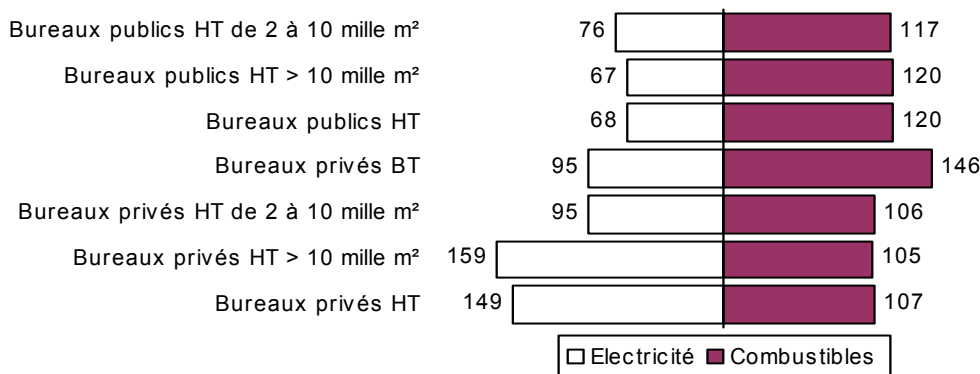 Bureaux publics HT de 2 à 10 mille m² 76 117
Bureaux publics HT > 10 mille m² 67 120
Bureaux publics HT 68 120
Bureaux privés BT 95 146
Bureaux privés HT de 2 à 10 mille m² 95 106
Bureaux privés HT > 10 mille m² 159 105
Bureaux privés HT 149 107
Electricité Combustibles